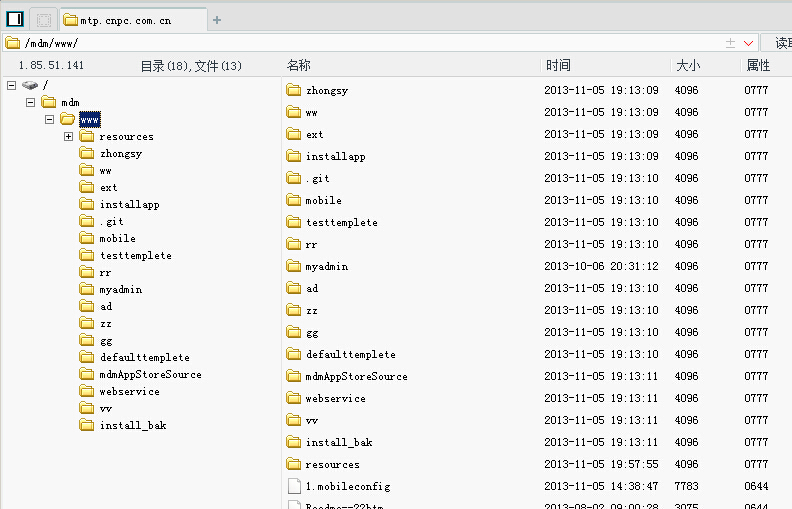 mtp.cnpc.com.cn
/mdm/www/
读取
1.85.51.141 目录(18),文件(13) 名称 时间 大小 属性
/
mdm
www
resources
zhongsy
ww
ext
installapp
.git
mobile
testtemplete
rr
myadmin
ad
zz
gg
defaulttemplete
mdmAppStoreSource
webservice
vv
install_bak
zhongsy 2013-11-05 19:13:09 4096 0777
ww 2013-11-05 19:13:09 4096 0777
ext 2013-11-05 19:13:09 4096 0777
installapp 2013-11-05 19:13:09 4096 0777
.git 2013-11-05 19:13:10 4096 0777
mobile 2013-11-05 19:13:10 4096 0777
testtemplete 2013-11-05 19:13:10 4096 0777
rr 2013-11-05 19:13:10 4096 0777
myadmin 2013-10-06 20:31:12 4096 0777
ad 2013-11-05 19:13:10 4096 0777
zz 2013-11-05 19:13:10 4096 0777
gg 2013-11-05 19:13:10 4096 0777
defaulttemplete 2013-11-05 19:13:10 4096 0777
mdmAppStoreSource 2013-11-05 19:13:11 4096 0777
webservice 2013-11-05 19:13:11 4096 0777
vv 2013-11-05 19:13:11 4096 0777
install_bak 2013-11-05 19:13:11 4096 0777
resources 2013-11-05 19:57:55 4096 0777
1.mobileconfig 2013-11-05 14:38:47 7783 0644
2013-08-02 09:00:28 3075 0644